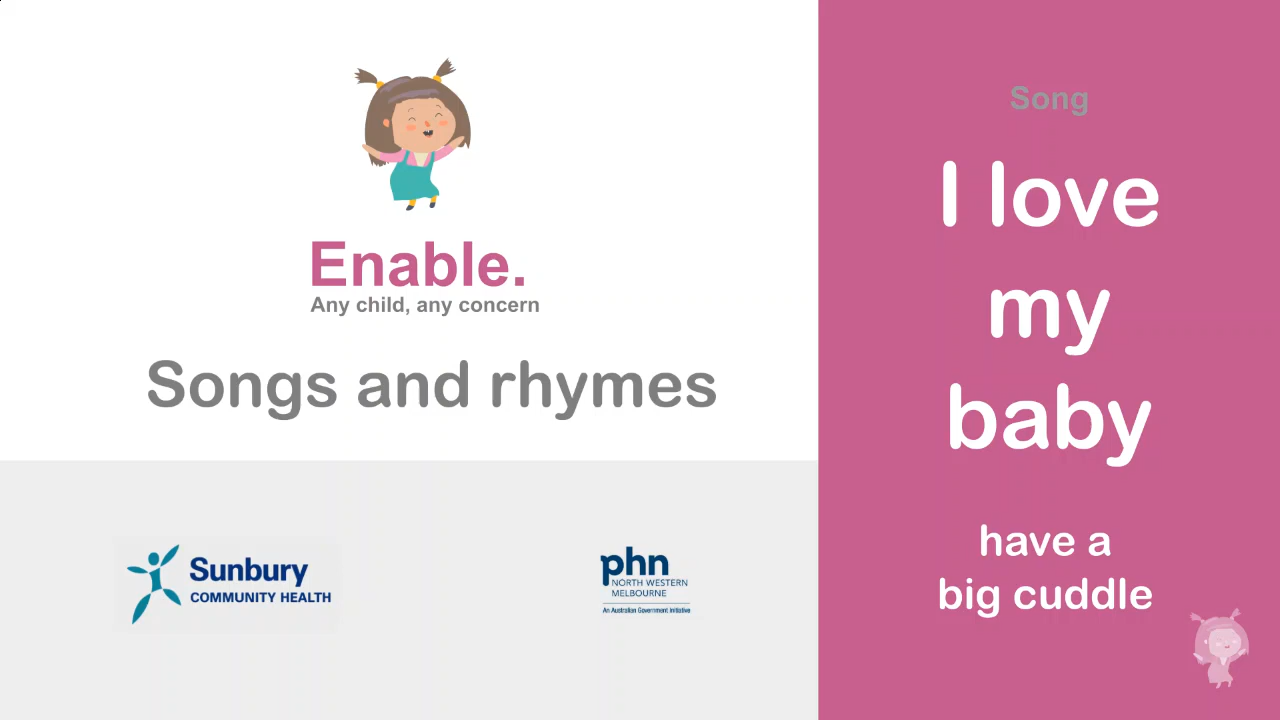 Enable.
Any child, any concern
Songs and rhymes
Sunbury
COMMUNITY HEALTH
phn
NORTH WESTERN
MELBOURNE
An Australian Government Initiative
Song
I love
my
baby
have a
big cuddle